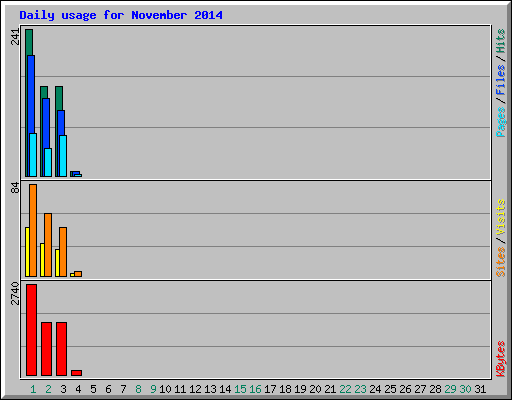 Daily usage for November 2014
241
84
2740
Pages/Files/Hits
Sites/Visits
KBytes
1 2 3 4 5 6 7 8 9 10 11 12 13 14 15 16 17 18 19 20 21 22 23 24 25 26 27 28 29 30 31